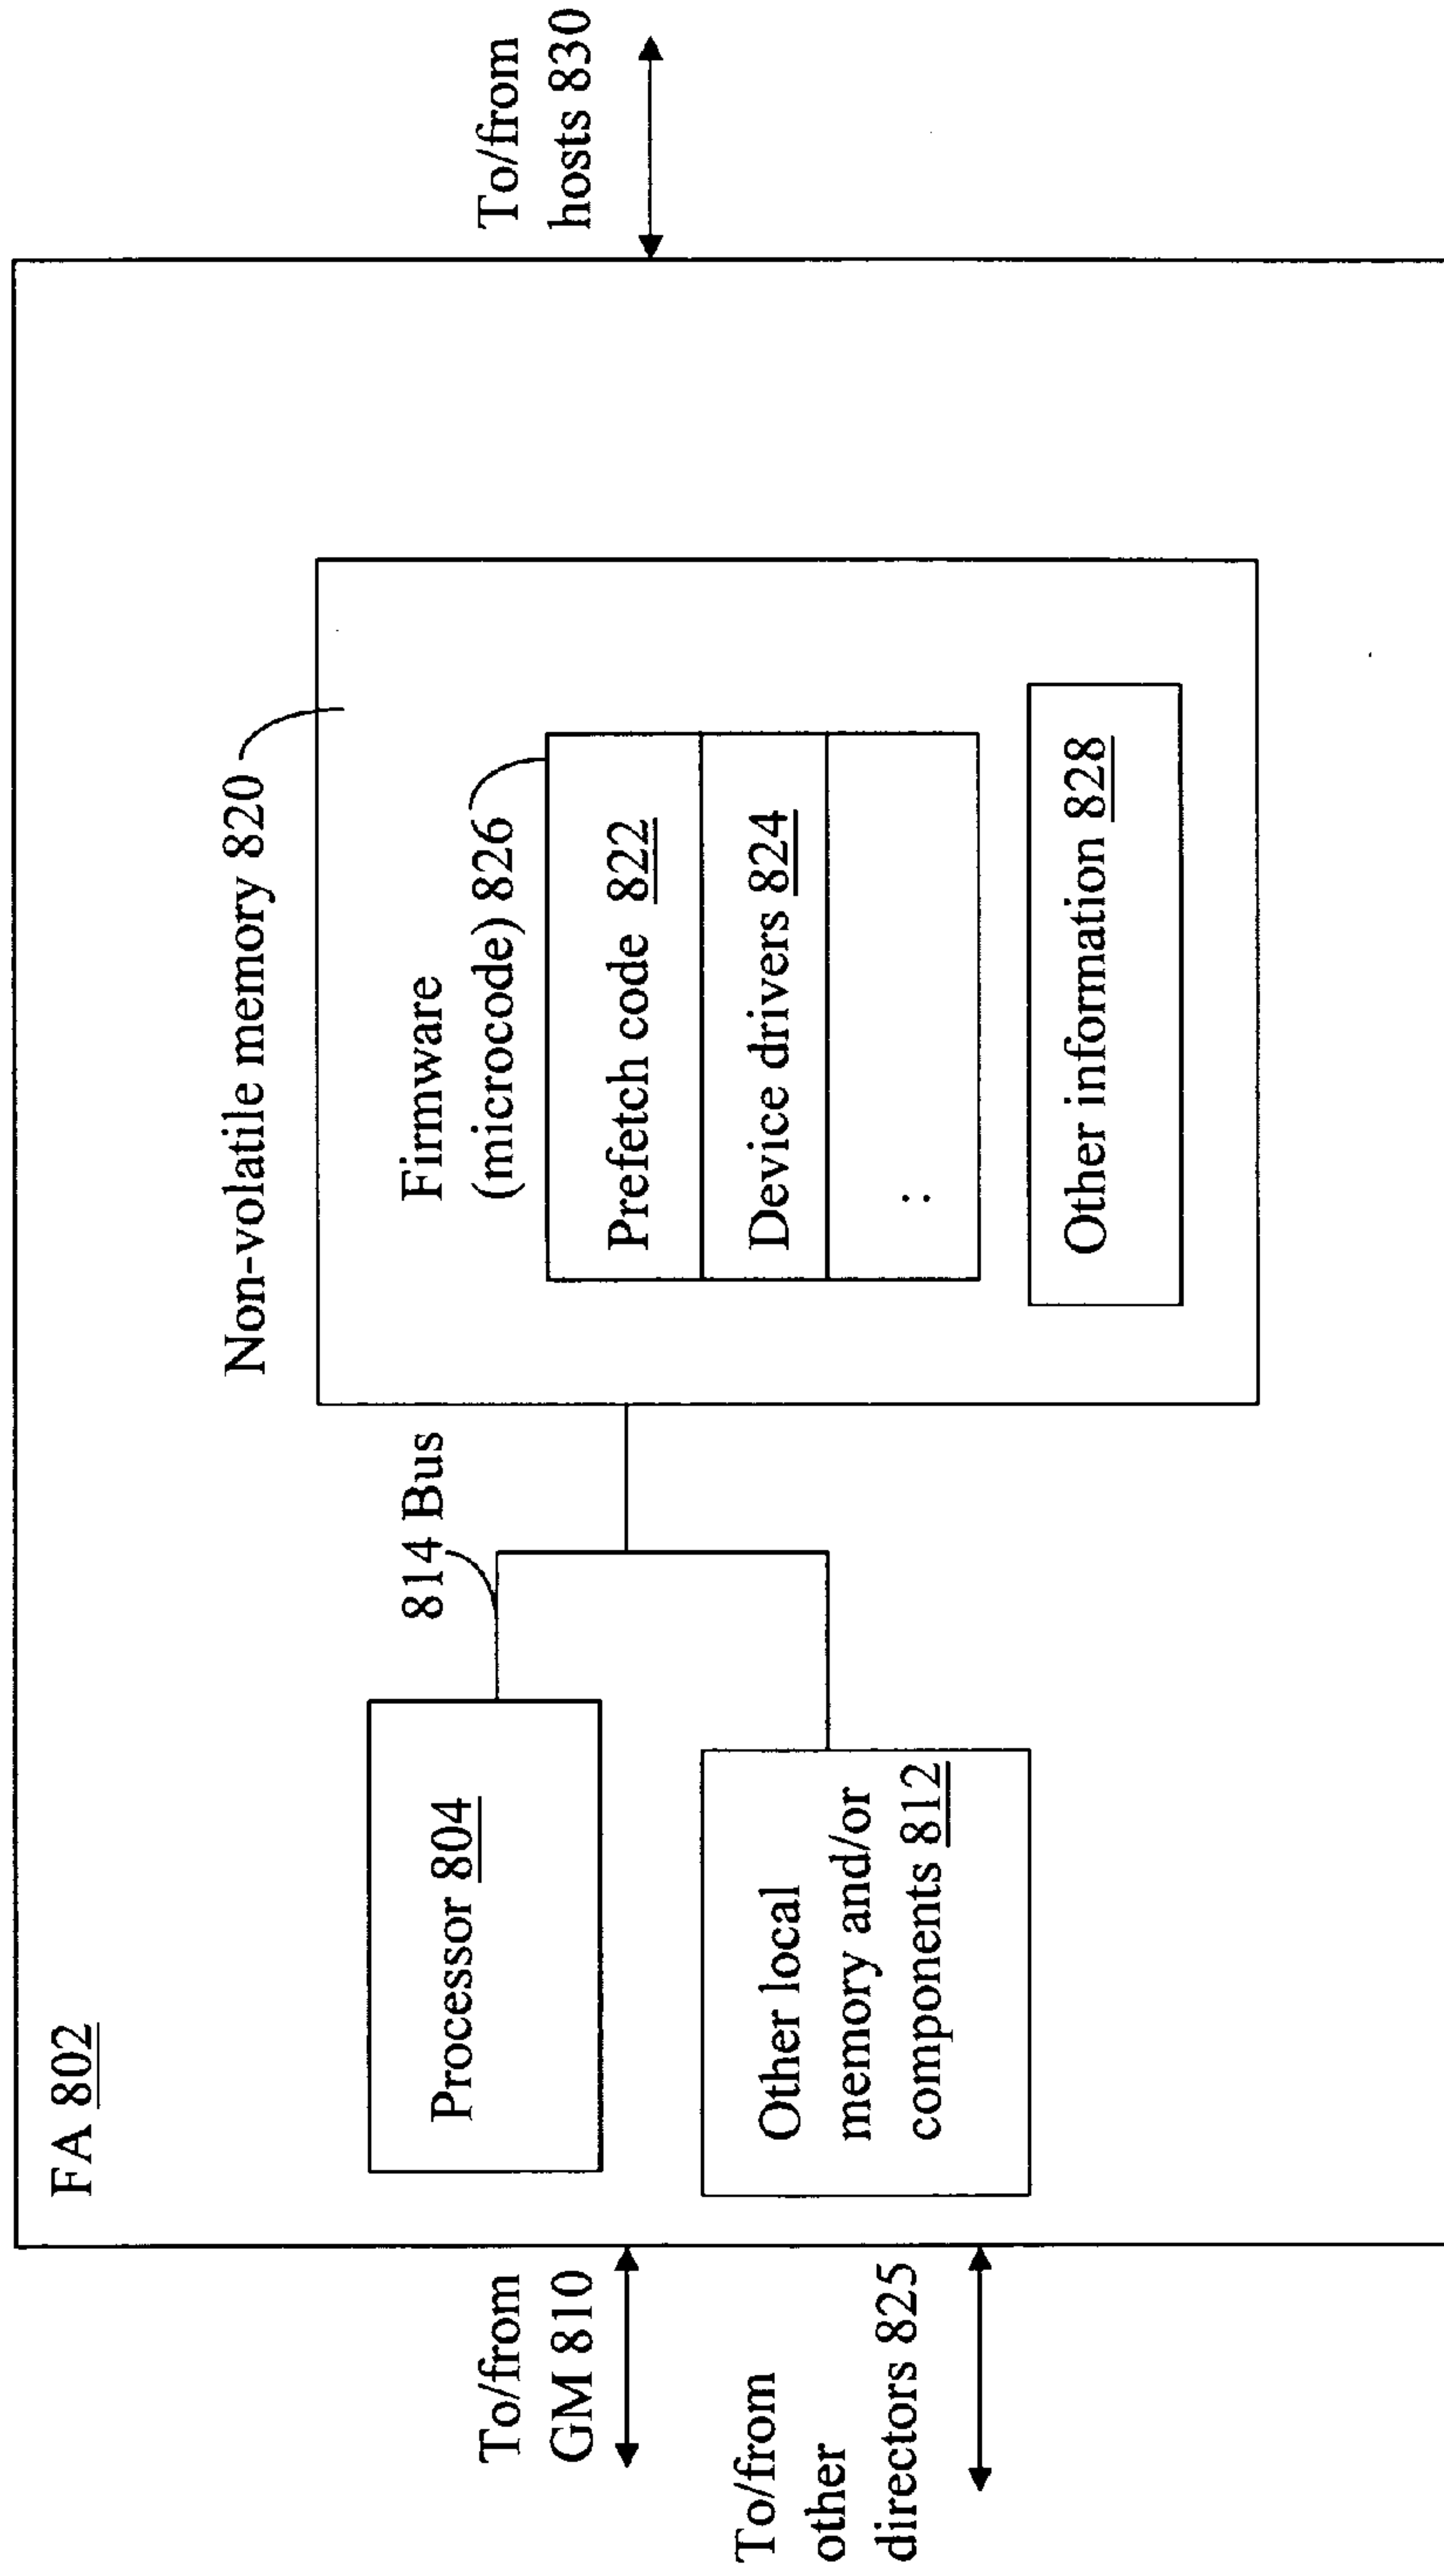 FA 802
Non-volatile memory 820
814 Bus
Firmware
(microcode) 826
Processor 804
To/from
GM 810
To/from
hosts 830
Prefetch code 822
Device drivers 824
:
Other local
memory and/or
components 812
To/from
other
directors 825
Other information 828